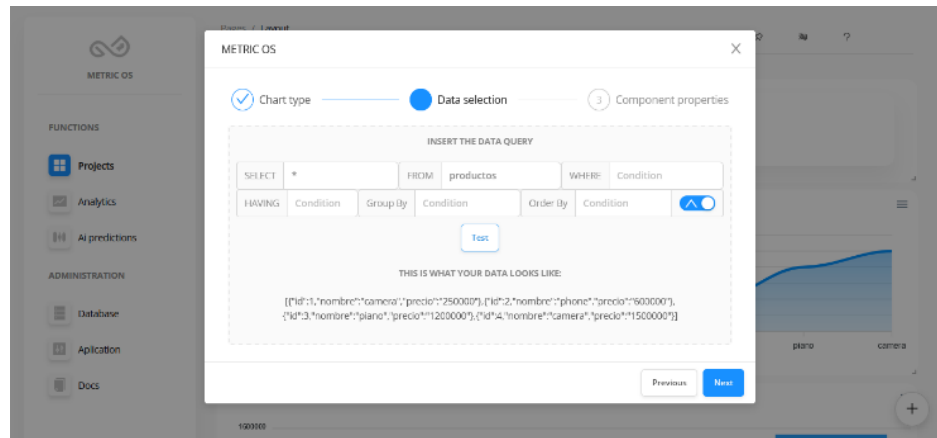 Pages / Layout
METRIC OS
METRIC OS
Chart type
Data selection
3 Component properties
FUNCTIONS
Projects
Analytics
Ai predictions
ADMINISTRATION
Database
Aplication
Docs
INSERT THE DATA QUERY
SELECT *
FROM productos
WHERE Condition
HAVING Condition
Group By Condition
Order By Condition
Test
THIS IS WHAT YOUR DATA LOOKS LIKE:
[{"id":1,"nombre":"camera","precio":"250000"},{"id":2,"nombre":"phone","precio":"600000"},
{"id":3,"nombre":"piano","precio":"1200000"},{"id":4,"nombre":"camera","precio":"1500000"}]
Previous
Next
piano
camera
1600000